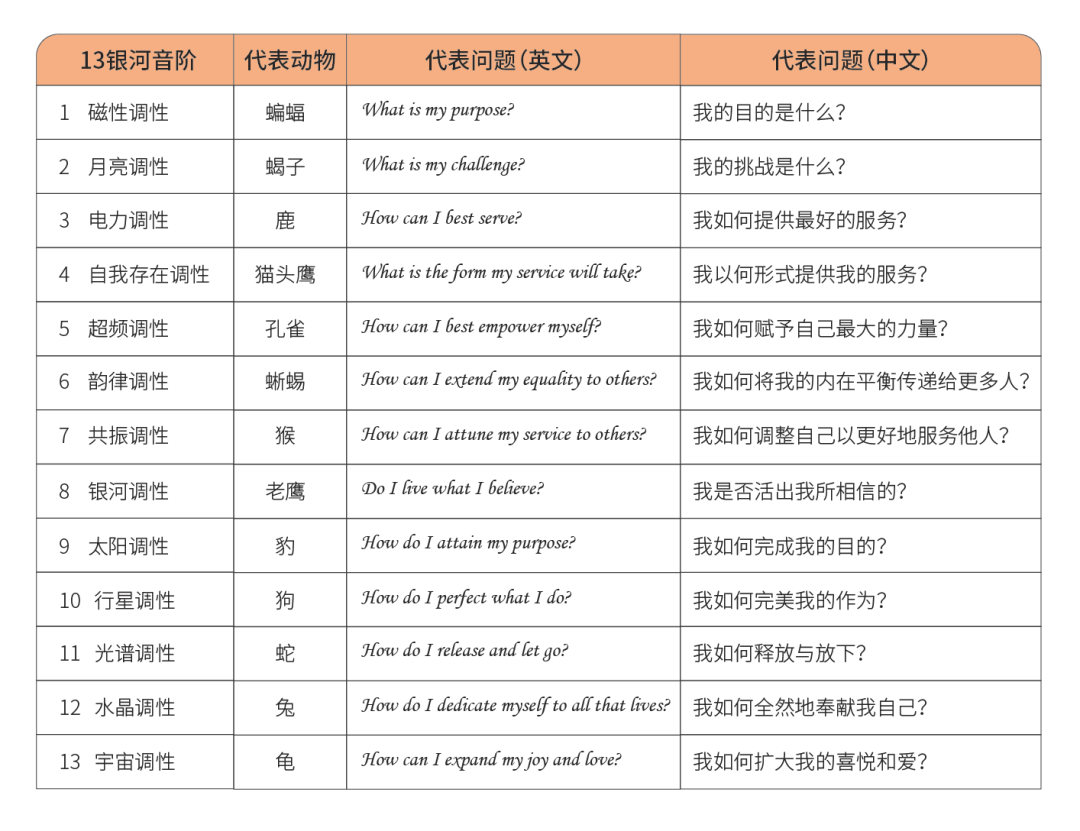 13银河音阶 代表动物 代表问题(英文) 代表问题(中文)
1 磁性调性 蝙蝠 What is my purpose? 我的目的是什么?
2 月亮调性 蝎子 What is my challenge? 我的挑战是什么?
3 电力调性 鹿 How can I best serve? 我如何提供最好的服务?
4 自我存在调性 猫头鹰 What is the form my service will take? 我以何形式提供我的服务?
5 超频调性 孔雀 How can I best empower myself? 我如何赋予自己最大的力量?
6 韵律调性 蜥蜴 How can I extend my equality to others? 我如何将我的内在平衡传递给更多人?
7 共振调性 猴 How can I attune my service to others? 我如何调整自己以更好地服务他人?
8 银河调性 老鹰 Do I live what I believe? 我是否活出我所相信的?
9 太阳调性 豹 How do I attain my purpose? 我如何完成我的目的?
10 行星调性 狗 How do I perfect what I do? 我如何完美我的作为?
11 光谱调性 蛇 How do I release and let go? 我如何释放与放下?
12 水晶调性 兔 How do I dedicate myself to all that lives? 我如何全然地奉献我自己?
13 宇宙调性 龟 How can I expand my joy and love? 我如何扩大我的喜悦和爱?